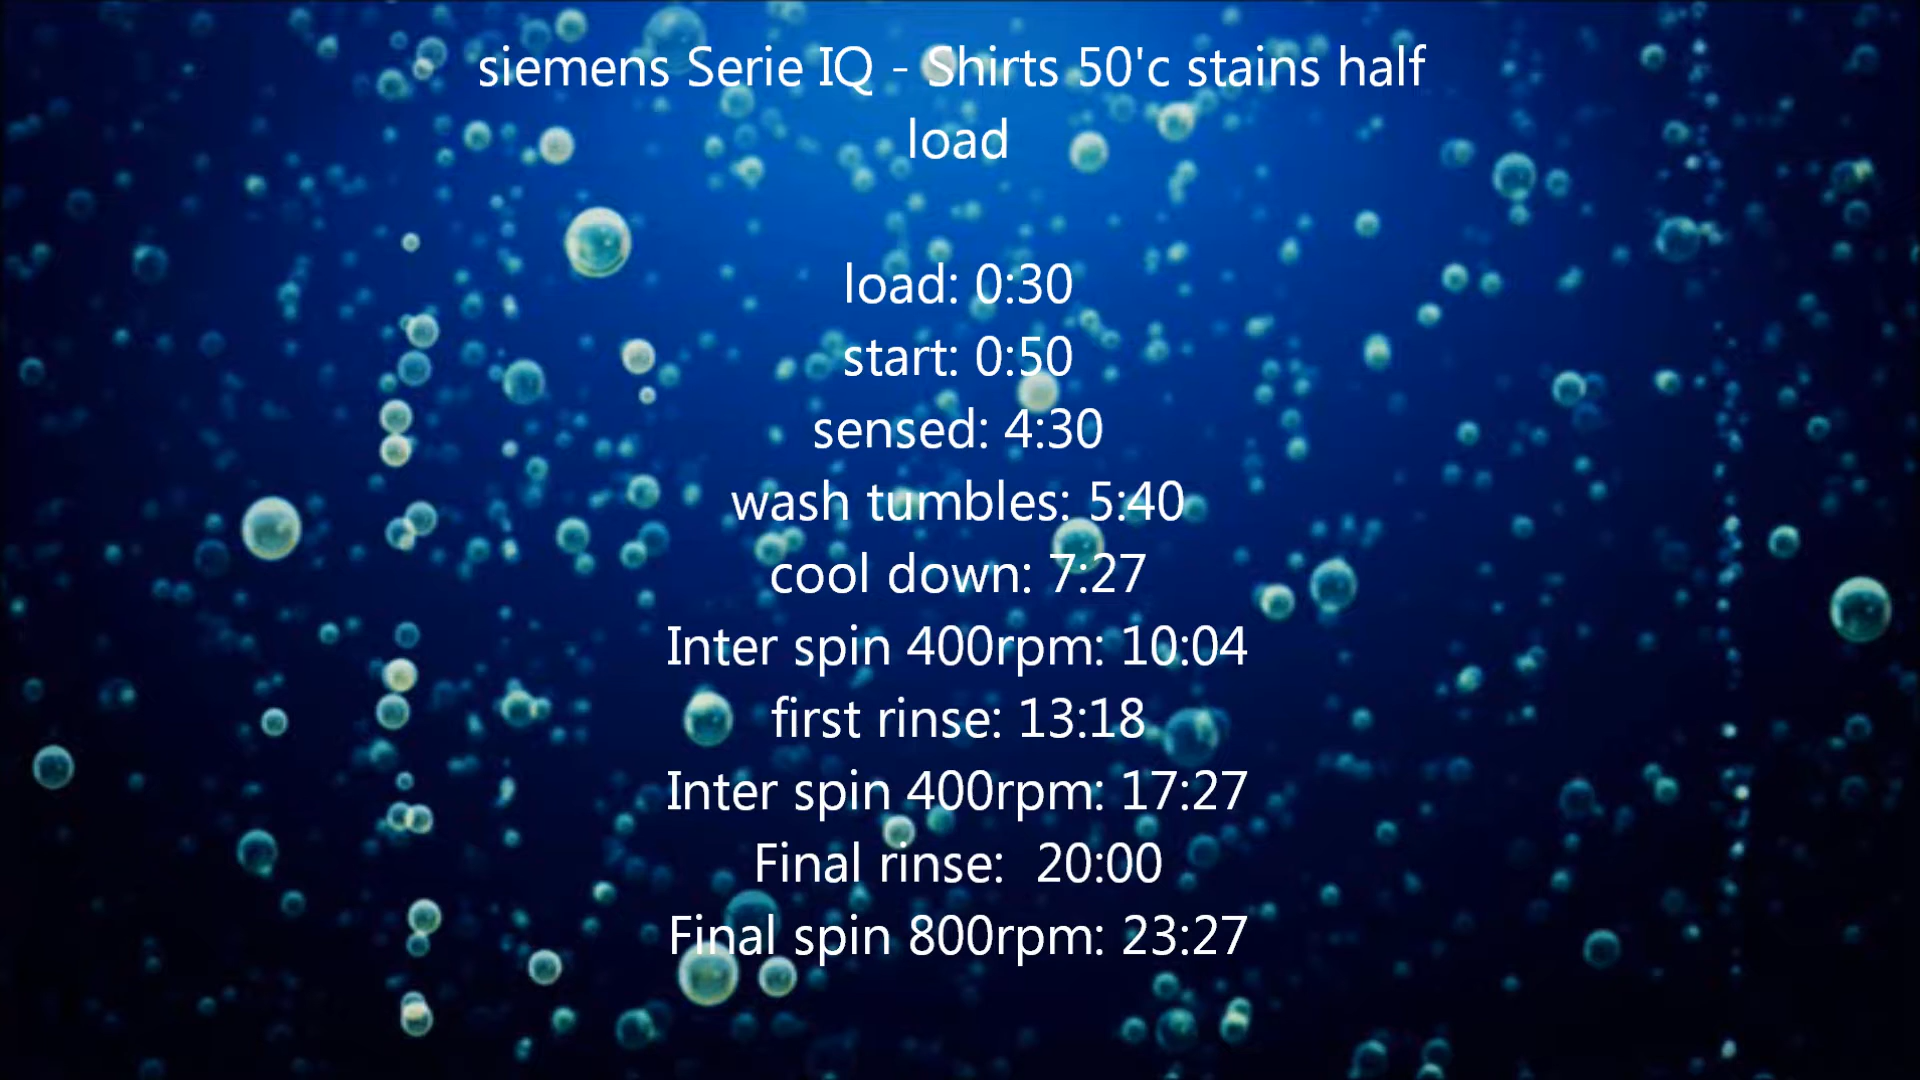 siemens Serie IQ - Shirts 50'c stains half
load
load: 0:30
start: 0:50
sensed: 4:30
wash tumbles: 5:40
cool down: 7:27
Inter spin 400rpm: 10:04
first rinse: 13:18
Inter spin 400rpm: 17:27
Final rinse:  20:00
Final spin 800rpm: 23:27